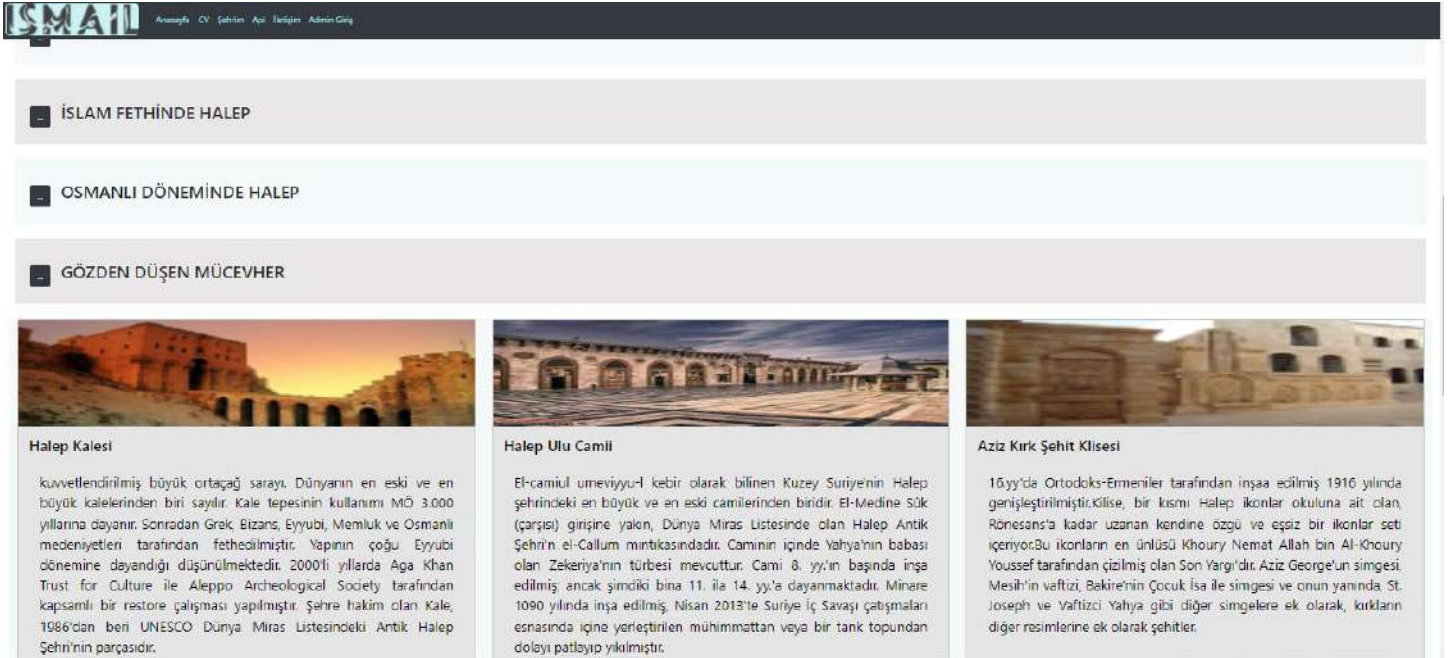 ISMAIL
Anasayfa CV Şehrim Api İletişim Admin Giriş
İSLAM FETHİNDE HALEP
OSMANLI DÖNEMİNDE HALEP
GÖZDEN DÜŞEN MÜCEVHER
Halep Kalesi
kuvvetlendirilmiş büyük ortaçağ sarayı. Dünyanın en eski ve en
büyük kalelerinden biri sayılır. Kale tepesinin kullanımı MÖ 3.000
yıllarına dayanır. Sonradan Grek, Bizans, Eyyubi, Memluk ve Osmanlı
medeniyetleri tarafından fethedilmiştir. Yapının çoğu Eyyubi
dönemine dayandığı düşünülmektedir. 2000'li yıllarda Aga Khan
Trust for Culture ile Aleppo Archeological Society tarafından
kapsamlı bir restore çalışması yapılmıştır. Şehre hakim olan Kale,
1986'dan beri UNESCO Dünya Miras Listesindeki Antik Halep
Şehri'nin parçasıdır.
Halep Ulu Camii
El-camiul umeviyyu-l kebir olarak bilinen Kuzey Suriye'nin Halep
şehrindeki en büyük ve en eski camilerinden biridir. El-Medine Sûk
(çarşısı) girişine yakın, Dünya Miras Listesinde olan Halep Antik
Şehri'n el-Callum mıntıkasındadır. Caminin içinde Yahya'nın babası
olan Zekeriya'nın türbesi mevcuttur. Cami 8. yy.'ın başında inşa
edilmiş; ancak şimdiki bina 11. ila 14. yy.'a dayanmaktadır. Minare
1090 yılında inşa edilmiş, Nisan 2013'te Suriye İç Savaşı çatışmaları
esnasında içine yerleştirilen mühimmattan veya bir tank topundan
dolayı patlayıp yıkılmıştır.
Aziz Kırk Şehit Klisesi
16.yy'da Ortodoks-Ermeniler tarafından inşaa edilmiş 1916 yılında
genişleştirilmiştir.Kilise, bir kısmı Halep ikonlar okuluna ait olan,
Rönesans'a kadar uzanan kendine özgü ve eşsiz bir ikonlar seti
içeriyor.Bu ikonların en ünlüsü Khoury Nemat Allah bin Al-Khoury
Youssef tarafından çizilmiş olan Son Yargı'dır. Aziz George'un simgesi,
Mesih'in vaftizi, Bakire'nin Çocuk İsa ile simgesi ve onun yanında, St.
Joseph ve Vaftizci Yahya gibi diğer simgelere ek olarak, kırkların
diğer resimlerine ek olarak şehitler.